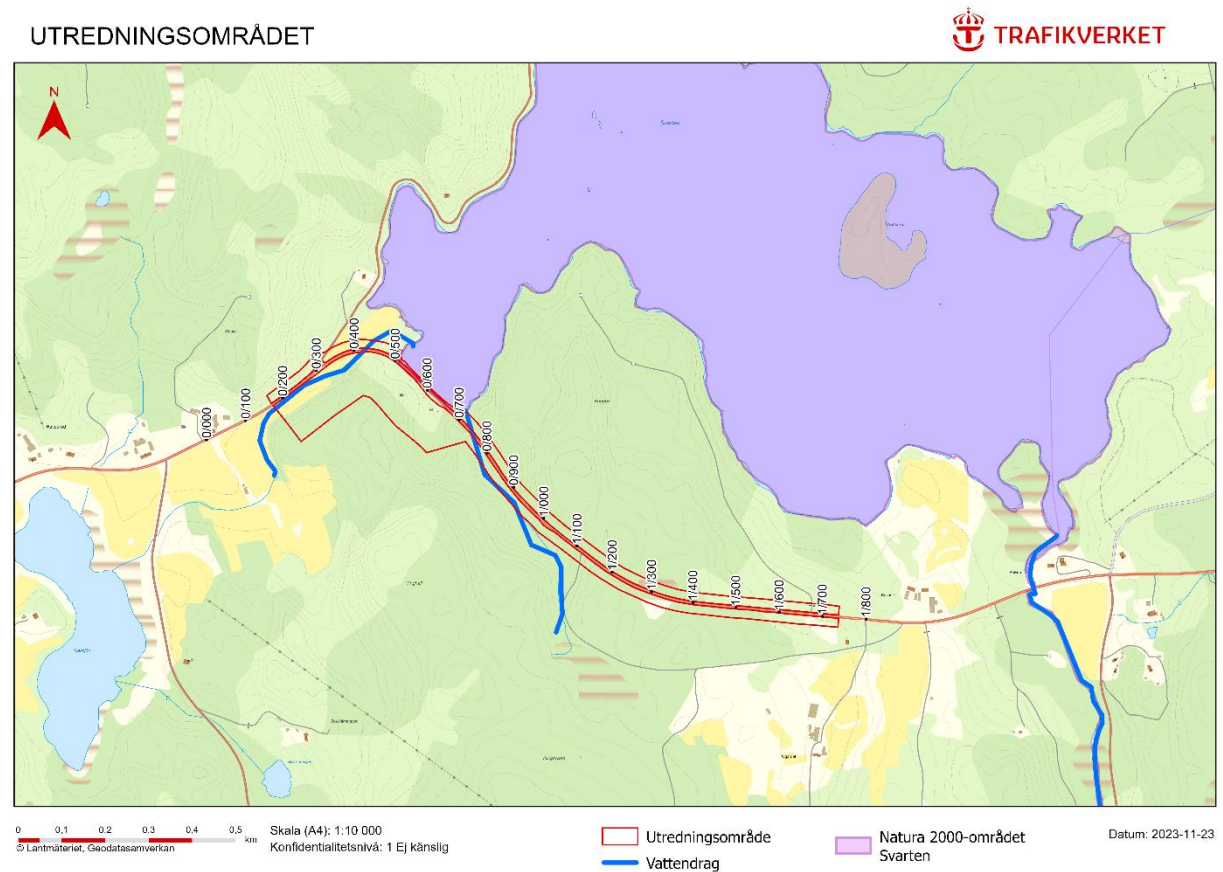 UTREDNINGSOMRÅDET
TRAFIKVERKET
N
0/000
0/100
0/200
0/300
0/400
0/500
0/600
0/700
0/800
0/900
1/000
1/100
1/200
1/300
1/400
1/500
1/600
1/700
1/800
0 0,1 0,2 0,3 0,4 0,5 km
© Lantmäteriet, Geodatasamverkan
Skala (A4): 1:10 000
Konfidentialitetsnivå: 1 Ej känslig
Utredningsområde
Vattendrag
Natura 2000-området
Svarten
Datum: 2023-11-23